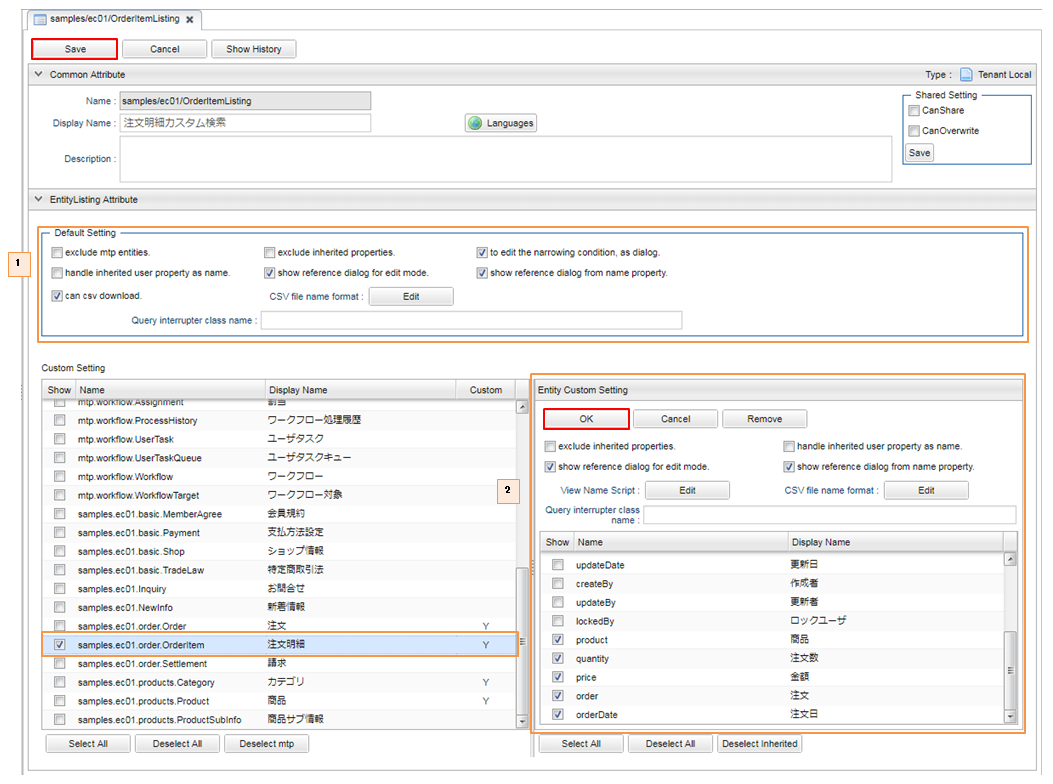 samples/ec01/OrderItemListing
Save Cancel Show History
Common Attribute Type : Tenant Local
Name : samples/ec01/OrderItemListing
Display Name : 注文明細カスタム検索 Languages
Description :
Shared Setting
CanShare
CanOverwrite
Save
EntityListing Attribute
1
Default Setting
exclude mtp entities. exclude inherited properties. to edit the narrowing condition, as dialog.
handle inherited user property as name. show reference dialog for edit mode. show reference dialog from name property.
can csv download. CSV file name format : Edit
Query interrupter class name :
Custom Setting
Show Name Display Name Custom
mtp.workflow.Assignment 割当
mtp.workflow.ProcessHistory ワークフロー処理履歴
mtp.workflow.UserTask ユーザタスク
mtp.workflow.UserTaskQueue ユーザタスクキュー
mtp.workflow.Workflow ワークフロー
mtp.workflow.WorkflowTarget ワークフロー対象
samples.ec01.basic.MemberAgree 会員規約
samples.ec01.basic.Payment 支払方法設定
samples.ec01.basic.Shop ショップ情報
samples.ec01.basic.TradeLaw 特定商取引法
samples.ec01.Inquiry お問合せ
samples.ec01.NewInfo 新着情報
samples.ec01.order.Order 注文 Y
samples.ec01.order.OrderItem 注文明細 Y
samples.ec01.order.Settlement 請求
samples.ec01.products.Category カテゴリ Y
samples.ec01.products.Product 商品 Y
samples.ec01.products.ProductSubInfo 商品サブ情報
Select All Deselect All Deselect mtp
2
Entity Custom Setting
OK Cancel Remove
exclude inherited properties. handle inherited user property as name.
show reference dialog for edit mode. show reference dialog from name property.
View Name Script : Edit CSV file name format : Edit
Query interrupter class
name :
Show Name Display Name
updateDate 更新日
createBy 作成者
updateBy 更新者
lockedBy ロックユーザ
product 商品
quantity 注文数
price 金額
order 注文
orderDate 注文日
Select All Deselect All Deselect Inherited